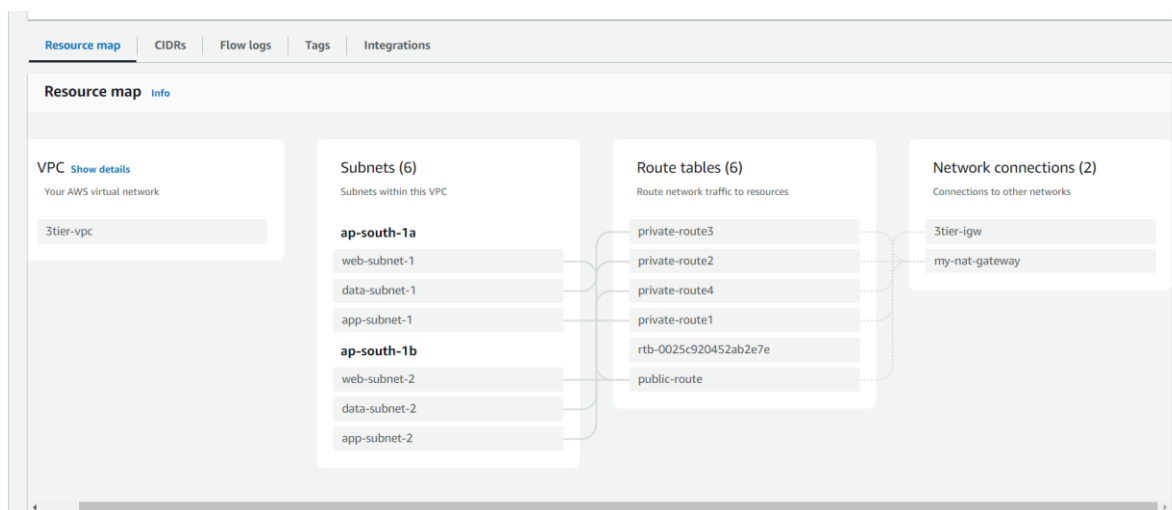 Resource map CIDRs Flow logs Tags Integrations
Resource map Info
VPC Show details
Your AWS virtual network
3tier-vpc
Subnets (6)
Subnets within this VPC
ap-south-1a
web-subnet-1
data-subnet-1
app-subnet-1
ap-south-1b
web-subnet-2
data-subnet-2
app-subnet-2
Route tables (6)
Route network traffic to resources
private-route3
private-route2
private-route4
private-route1
rtb-0025c920452ab2e7e
public-route
Network connections (2)
Connections to other networks
3tier-igw
my-nat-gateway